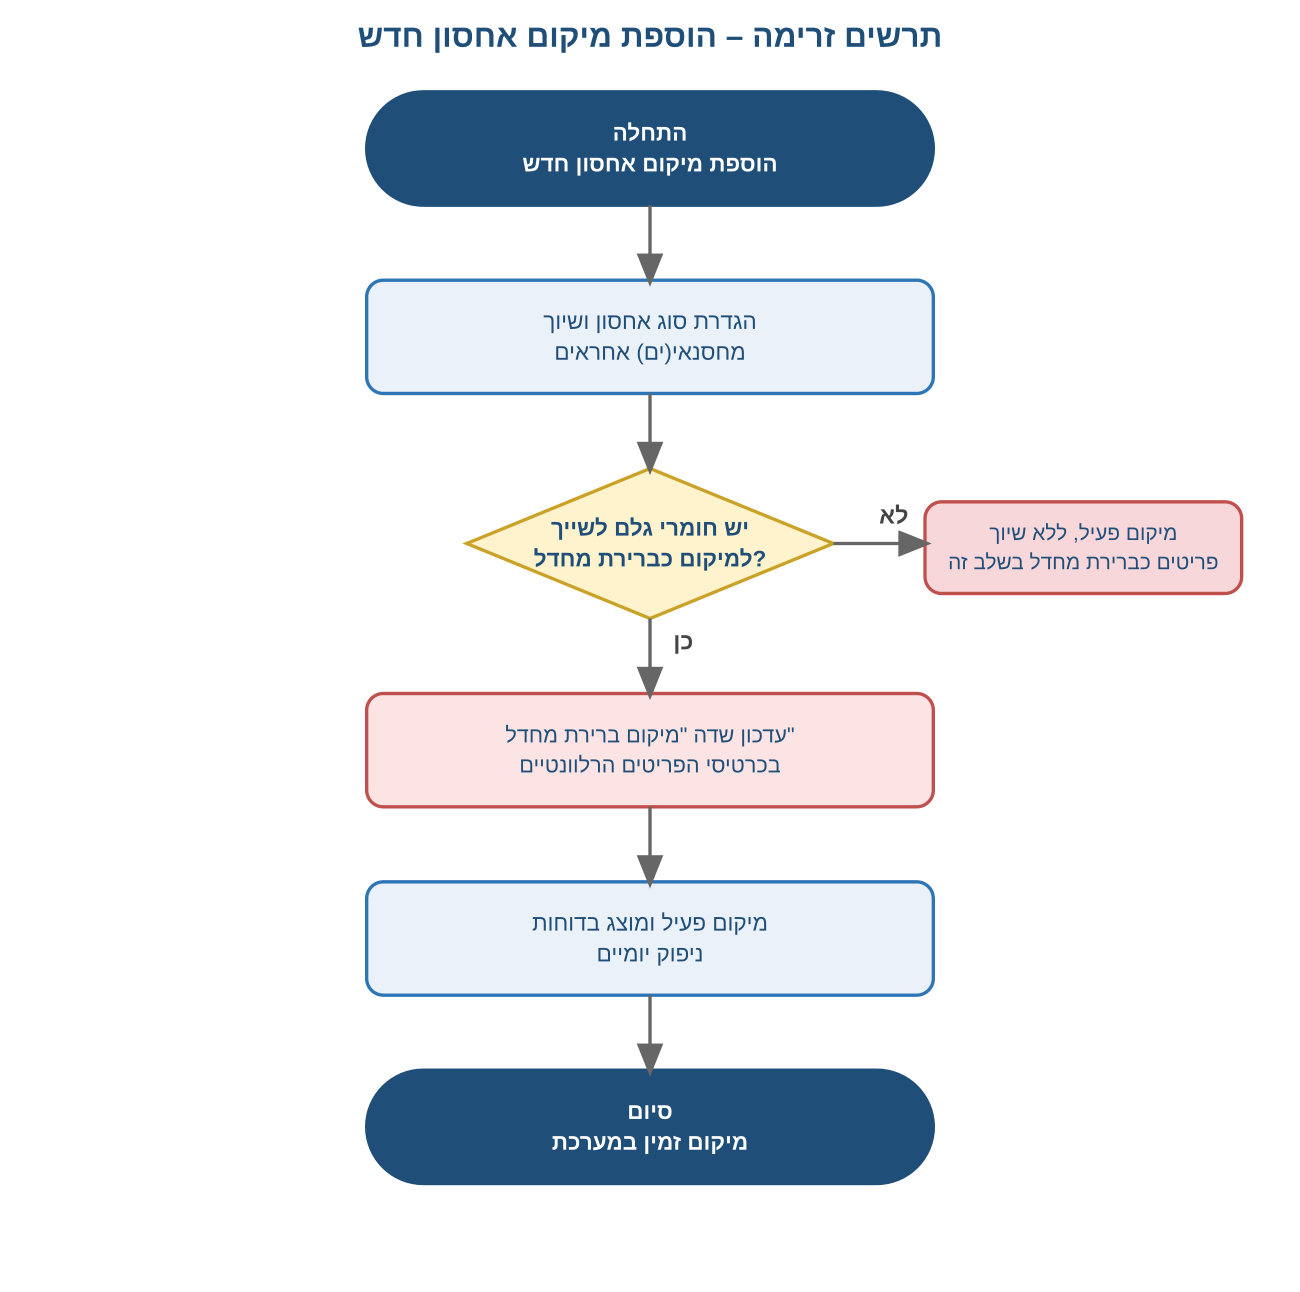 תרשים זרימה – הוספת מיקום אחסון חדש
התחלה
הוספת מיקום אחסון חדש
הגדרת סוג אחסון ושיוך
מחסנאי(ים) אחראים
יש חומרי גלם לשייך
למיקום כברירת מחדל?
לא
מיקום פעיל, ללא שיוך
פריטים כברירת מחדל בשלב זה
כן
עדכון שדה "מיקום ברירת מחדל"
בכרטיסי הפריטים הרלוונטיים
מיקום פעיל ומוצג בדוחות
ניפוק יומיים
סיום
מיקום זמין במערכת